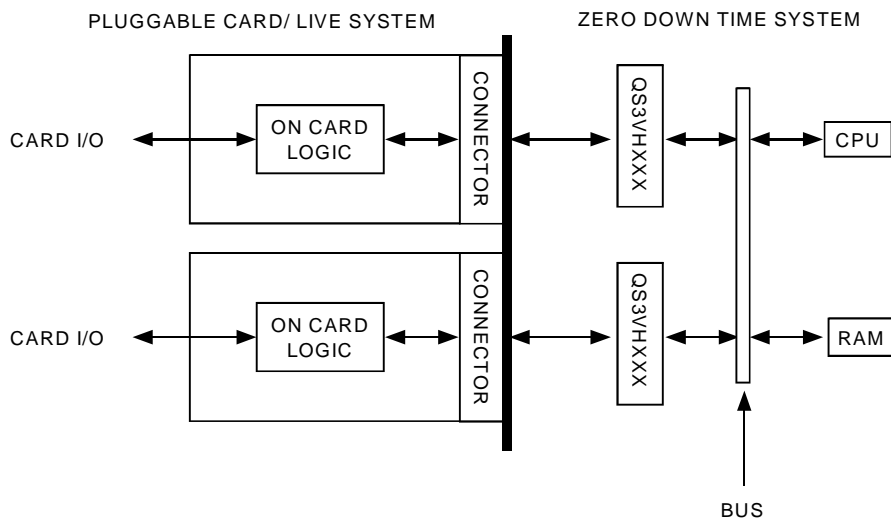 PLUGGABLE CARD/ LIVE SYSTEM
ZERO DOWN TIME SYSTEM
CARD I/O
ON CARD
LOGIC
CONNECTOR
QS3VHXXX
CPU
CARD I/O
ON CARD
LOGIC
CONNECTOR
QS3VHXXX
RAM
BUS